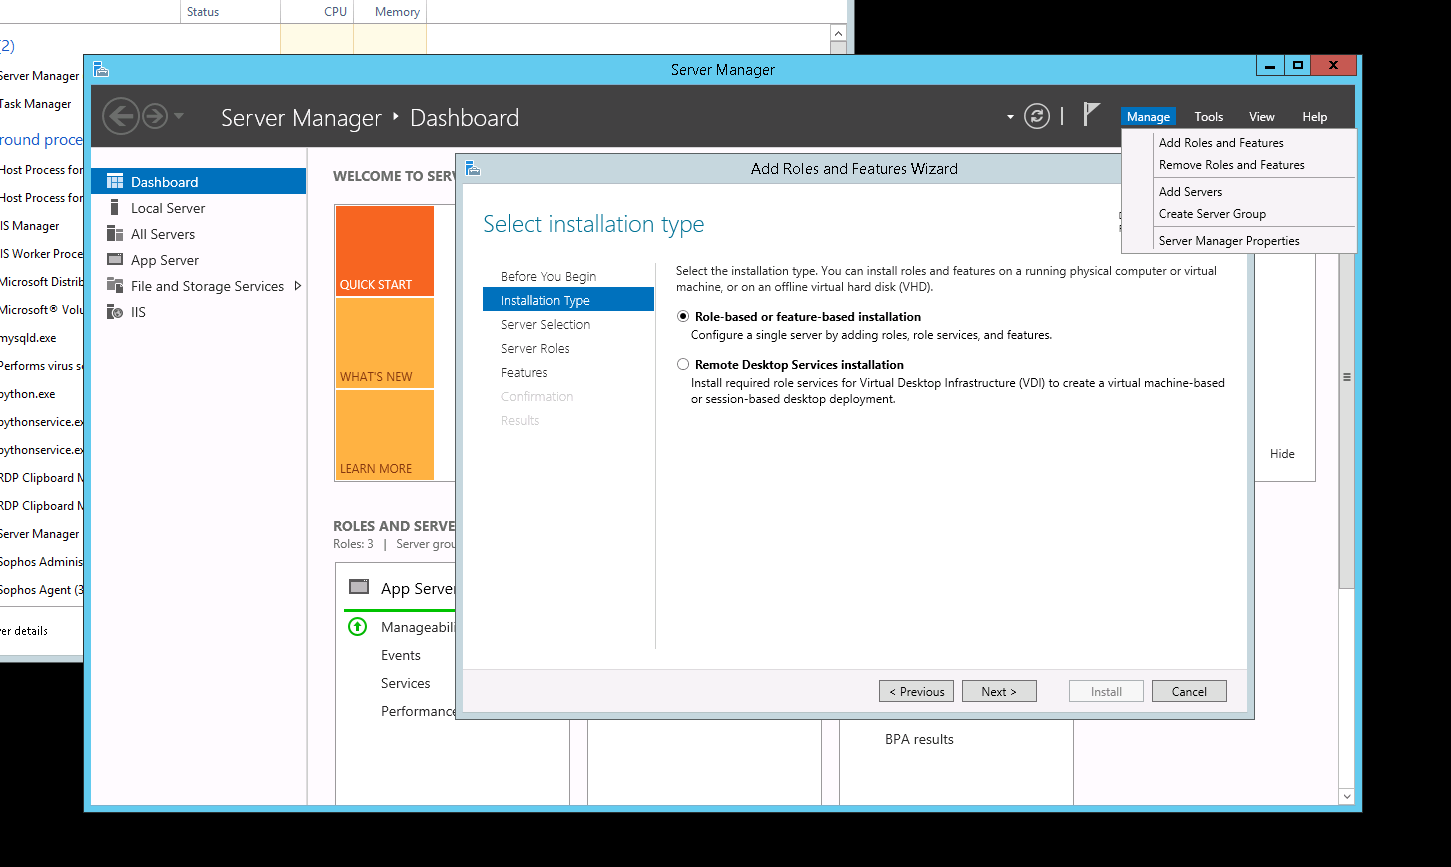 Status CPU Memory
(2)
Server Manager
Task Manager
Host Process for
Host Process for
IIS Manager
IIS Worker Proce
Microsoft Distrib
Microsoft® Volu
mysqld.exe
Performs virus s
python.exe
pythonservice.ex
pythonservice.ex
RDP Clipboard M
RDP Clipboard M
Server Manager
Sophos Adminis
Sophos Agent (3
er details
Server Manager
Server Manager Dashboard
Manage Tools View Help
Add Roles and Features
Remove Roles and Features
Add Servers
Create Server Group
Server Manager Properties
Dashboard
Local Server
All Servers
App Server
File and Storage Services
IIS
WELCOME TO SERV
QUICK START
WHAT'S NEW
LEARN MORE
Hide
ROLES AND SERVE
Roles: 3 | Server grou
App Server
Manageabili
Events
Services
Performance
BPA results
Add Roles and Features Wizard
Select installation type
Before You Begin
Installation Type
Server Selection
Server Roles
Features
Confirmation
Results
Select the installation type. You can install roles and features on a running physical computer or virtual
machine, or on an offline virtual hard disk (VHD).
Role-based or feature-based installation
Configure a single server by adding roles, role services, and features.
Remote Desktop Services installation
Install required role services for Virtual Desktop Infrastructure (VDI) to create a virtual machine-based
or session-based desktop deployment.
< Previous Next > Install Cancel